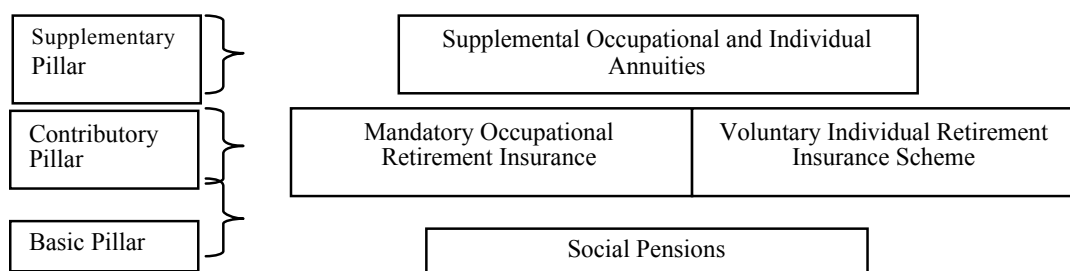 Supplementary
Pillar
Supplemental Occupational and Individual
Annuities
Contributory
Pillar
Mandatory Occupational
Retirement Insurance
Voluntary Individual Retirement
Insurance Scheme
Basic Pillar
Social Pensions